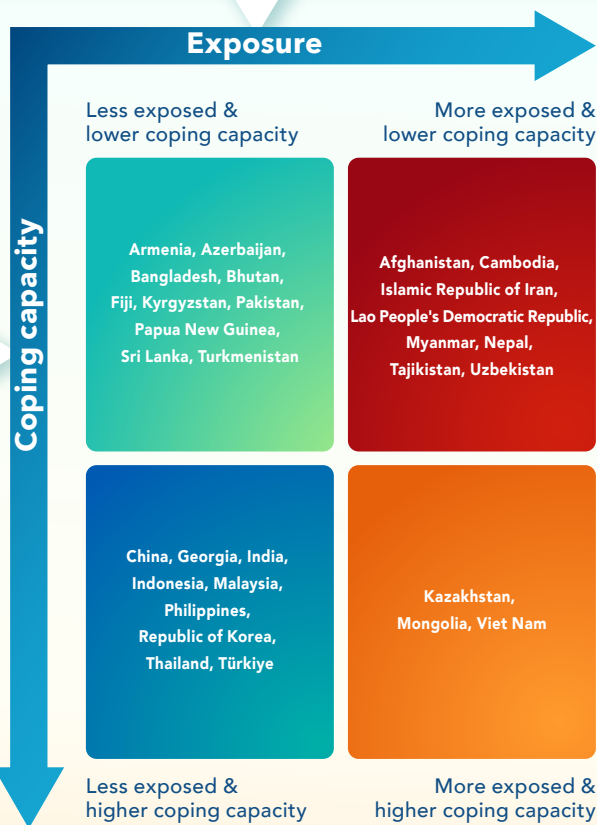 Exposure
Coping capacity
Less exposed &
lower coping capacity
More exposed &
lower coping capacity
Armenia, Azerbaijan,
Bangladesh, Bhutan,
Fiji, Kyrgyzstan, Pakistan,
Papua New Guinea,
Sri Lanka, Turkmenistan
Afghanistan, Cambodia,
Islamic Republic of Iran,
Lao People's Democratic Republic,
Myanmar, Nepal,
Tajikistan, Uzbekistan
China, Georgia, India,
Indonesia, Malaysia,
Philippines,
Republic of Korea,
Thailand, Türkiye
Kazakhstan,
Mongolia, Viet Nam
Less exposed &
higher coping capacity
More exposed &
higher coping capacity